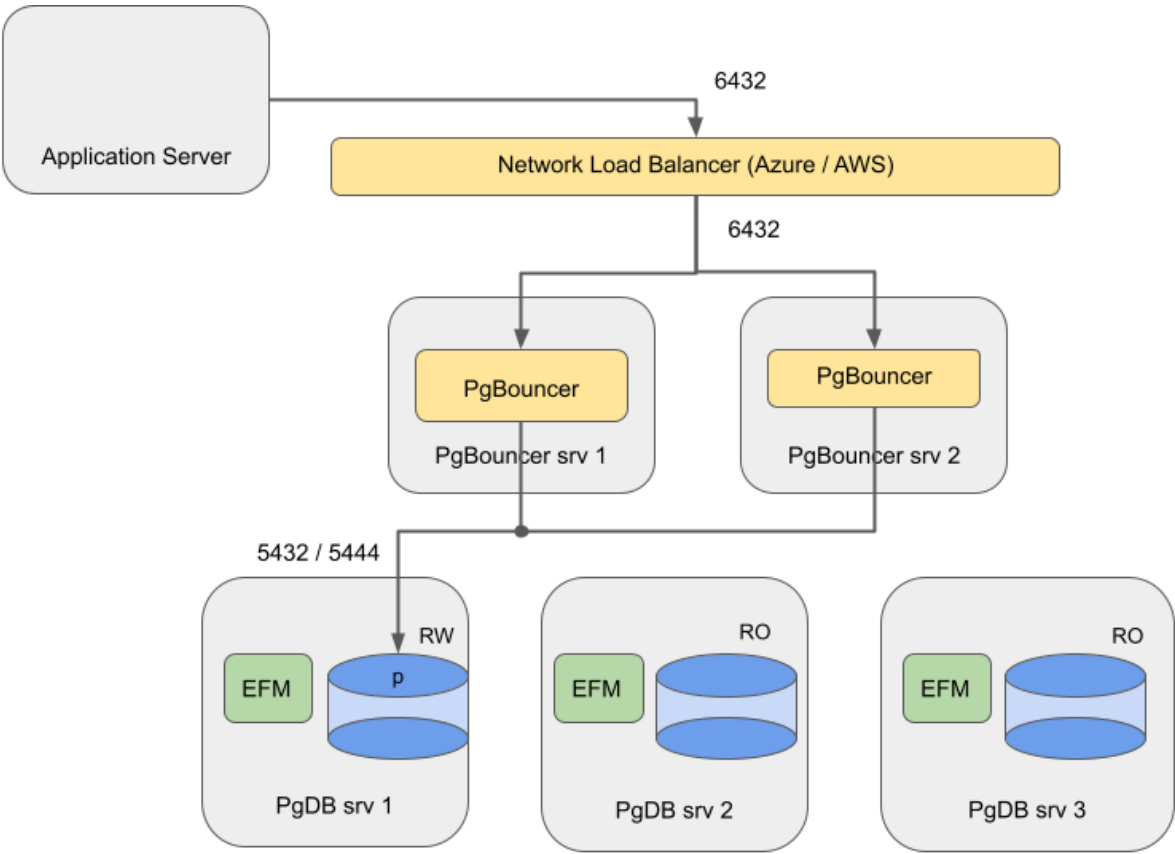 6432
Application Server
Network Load Balancer (Azure / AWS)
6432
PgBouncer
PgBouncer
PgBouncer srv 1
PgBouncer srv 2
5432 / 5444
RW
RO
RO
EFM
p
EFM
EFM
PgDB srv 1
PgDB srv 2
PgDB srv 3